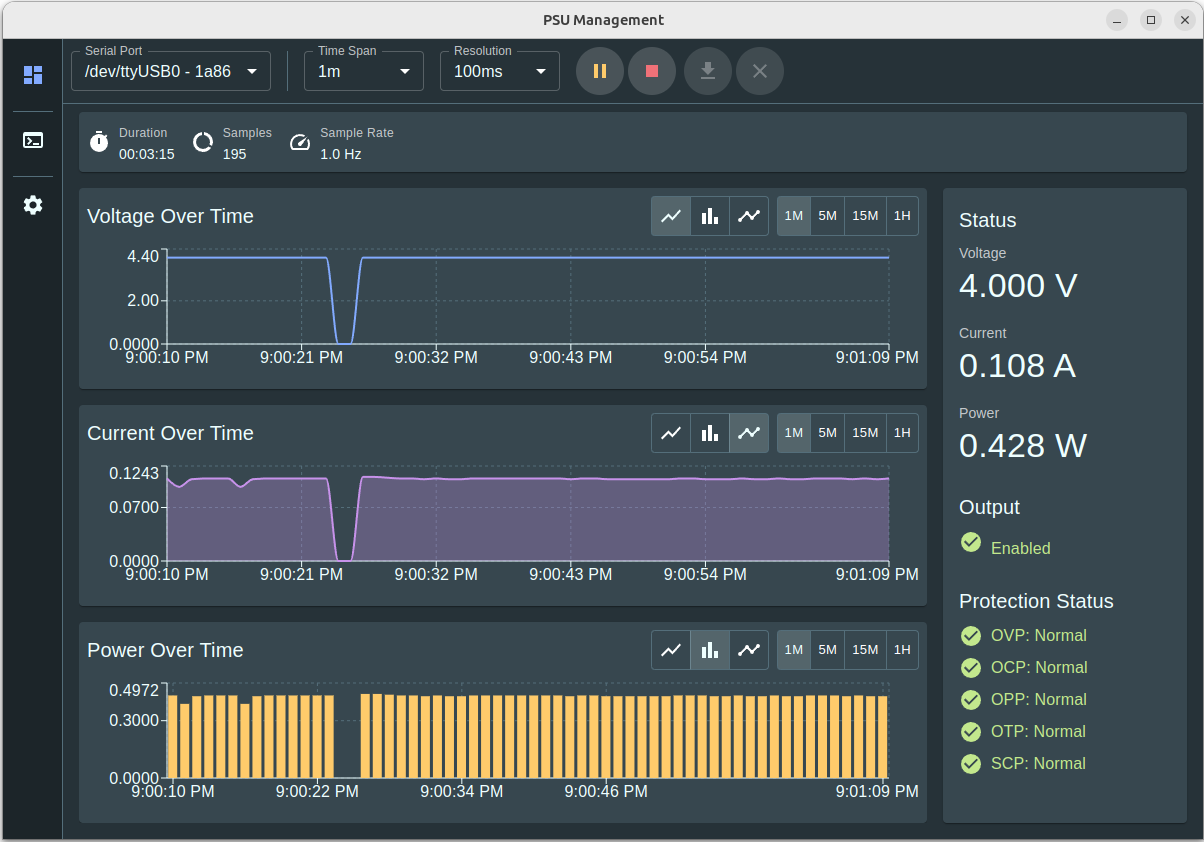 PSU Management
Serial Port
/dev/ttyUSB0 - 1a86
Time Span
1m
Resolution
100ms
Duration
00:03:15
Samples
195
Sample Rate
1.0 Hz
Voltage Over Time
1M 5M 15M 1H
4.40
2.00
0.0000
9:00:10 PM 9:00:21 PM 9:00:32 PM 9:00:43 PM 9:00:54 PM 9:01:09 PM
Current Over Time
1M 5M 15M 1H
0.1243
0.0700
0.0000
9:00:10 PM 9:00:21 PM 9:00:32 PM 9:00:43 PM 9:00:54 PM 9:01:09 PM
Power Over Time
1M 5M 15M 1H
0.4972
0.3000
0.0000
9:00:10 PM 9:00:22 PM 9:00:34 PM 9:00:46 PM 9:01:09 PM
Status
Voltage
4.000 V
Current
0.108 A
Power
0.428 W
Output
Enabled
Protection Status
OVP: Normal
OCP: Normal
OPP: Normal
OTP: Normal
SCP: Normal